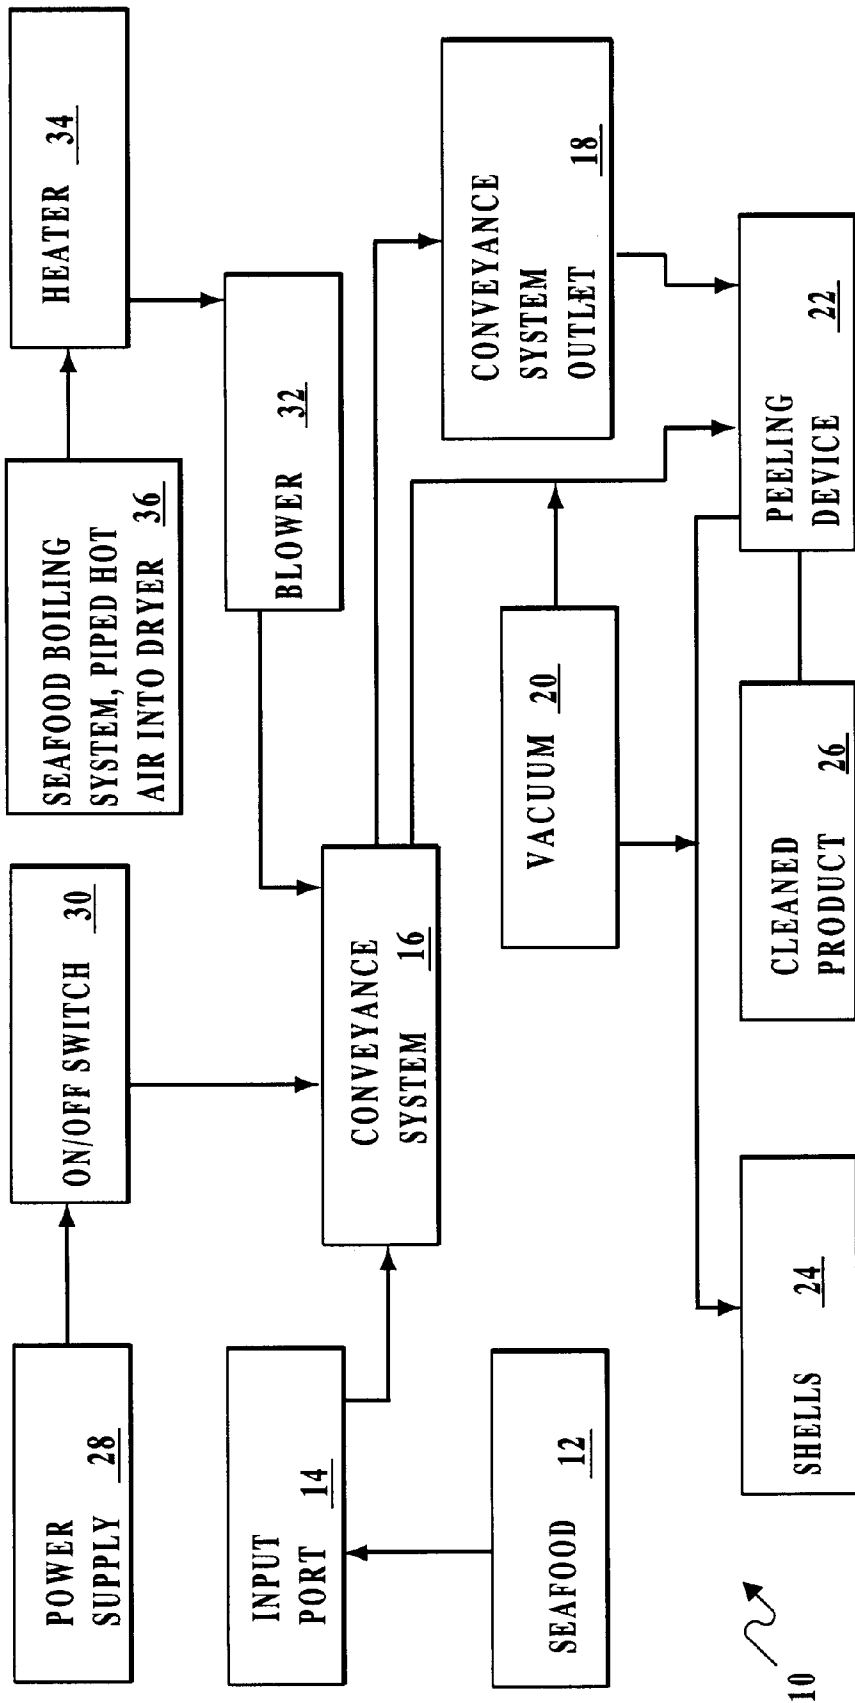 POWER
SUPPLY 28
ON/OFF SWITCH 30
SEAFOOD BOILING
SYSTEM, PIPED HOT
AIR INTO DRYER 36
HEATER 34
INPUT
PORT 14
BLOWER 32
CONVEYANCE
SYSTEM 16
SEAFOOD 12
VACUUM 20
CONVEYANCE
SYSTEM
OUTLET 18
SHELLS 24
CLEANED
PRODUCT 26
PEELING
DEVICE 22
10